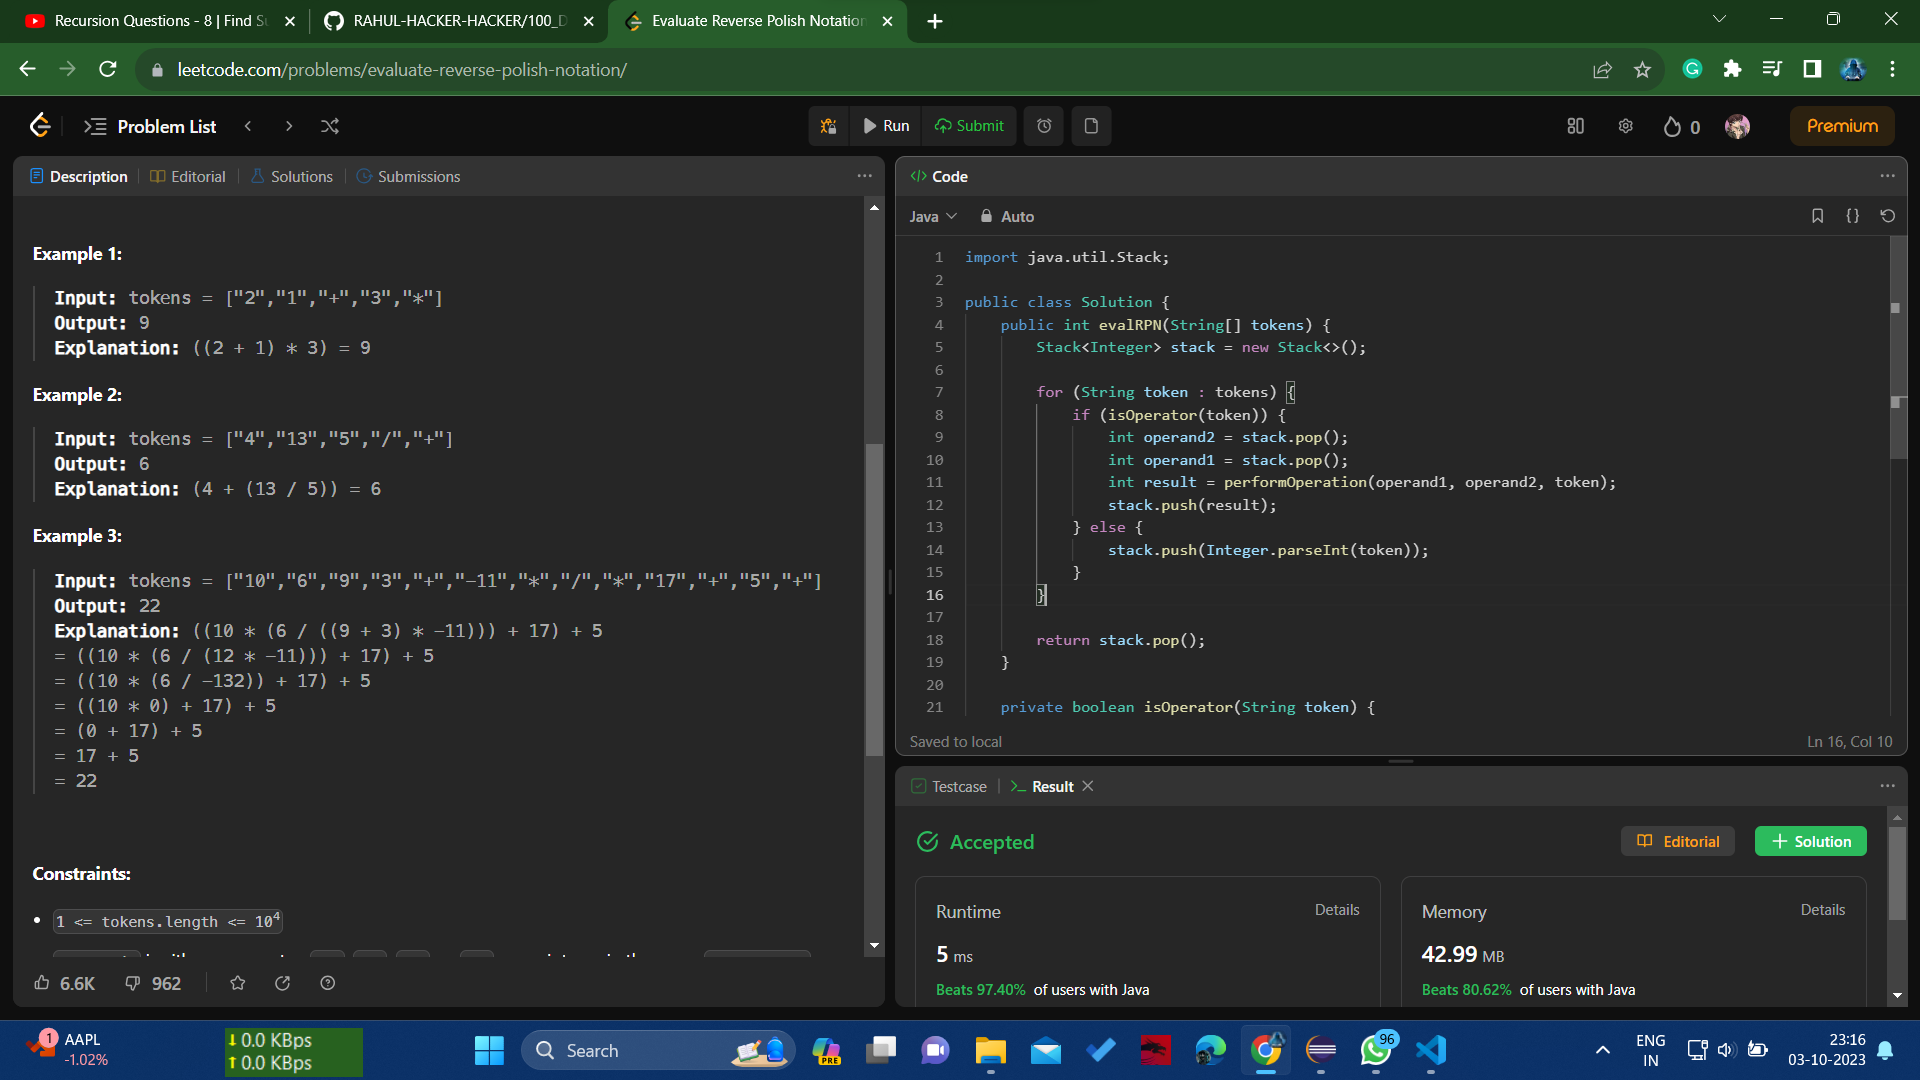 Recursion Questions - 8 | Find Su
RAHUL-HACKER-HACKER/100_D
Evaluate Reverse Polish Notation
leetcode.com/problems/evaluate-reverse-polish-notation/
Problem List
Run
Submit
0
Premium
Description
Editorial
Solutions
Submissions
Example 1:
Input: tokens = ["2","1","+","3","*"]
Output: 9
Explanation: ((2 + 1) * 3) = 9
Example 2:
Input: tokens = ["4","13","5","/","+"]
Output: 6
Explanation: (4 + (13 / 5)) = 6
Example 3:
Input: tokens = ["10","6","9","3","+","-11","*","/","*","17","+","5","+"]
Output: 22
Explanation: ((10 * (6 / ((9 + 3) * -11))) + 17) + 5
= ((10 * (6 / (12 * -11))) + 17) + 5
= ((10 * (6 / -132)) + 17) + 5
= ((10 * 0) + 17) + 5
= (0 + 17) + 5
= 17 + 5
= 22
Constraints:
1 <= tokens.length <= 10⁴
6.6K
962
Code
Java
Auto
1 import java.util.Stack;
2
3 public class Solution {
4 public int evalRPN(String[] tokens) {
5 Stack<Integer> stack = new Stack<>();
6
7 for (String token : tokens) {
8 if (isOperator(token)) {
9 int operand2 = stack.pop();
10 int operand1 = stack.pop();
11 int result = performOperation(operand1, operand2, token);
12 stack.push(result);
13 } else {
14 stack.push(Integer.parseInt(token));
15 }
16 }
17
18 return stack.pop();
19 }
20
21 private boolean isOperator(String token) {
Saved to local
Ln 16, Col 10
Testcase
Result
Accepted
Editorial
Solution
Runtime
Details
5 ms
Beats 97.40% of users with Java
Memory
Details
42.99 MB
Beats 80.62% of users with Java
1
AAPL
-1.02%
0.0 KBps
0.0 KBps
Search
PRE
96
ENG
IN
23:16
03-10-2023